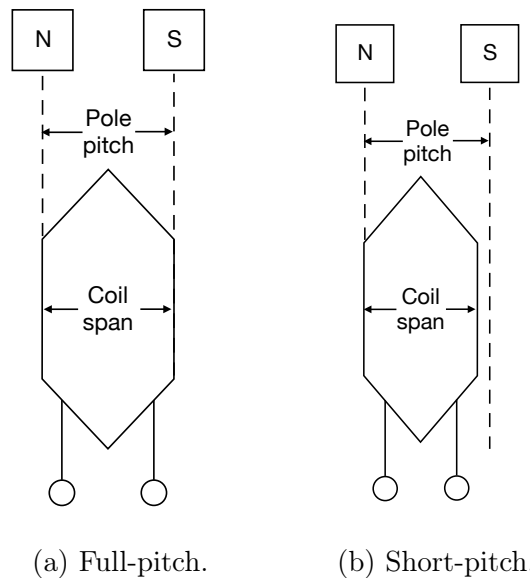 N
S
Pole
pitch
Coil
span
(a) Full-pitch.
N
S
Pole
pitch
Coil
span
(b) Short-pitch